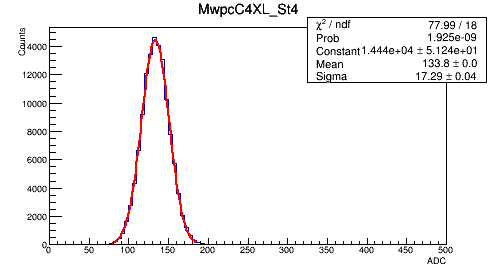 MwpcC4XL_St4
χ² / ndf 77.99 / 18
Prob 1.925e-09
Constant 1.444e+04 ± 5.124e+01
Mean 133.8 ± 0.0
Sigma 17.29 ± 0.04
Counts
14000
12000
10000
8000
6000
4000
2000
0
0 50 100 150 200 250 300 350 400 450 500
ADC